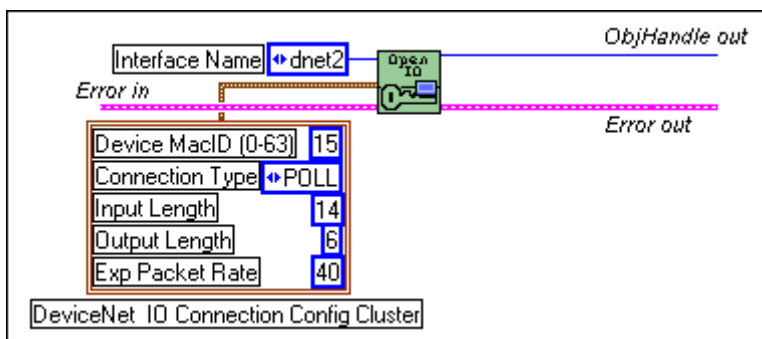 ObjHandle out
Interface Name dnet2
Open
IO
Error in
Error out
Device MacID (0-63) 15
Connection Type POLL
Input Length 14
Output Length 6
Exp Packet Rate 40
DeviceNet IO Connection Config Cluster